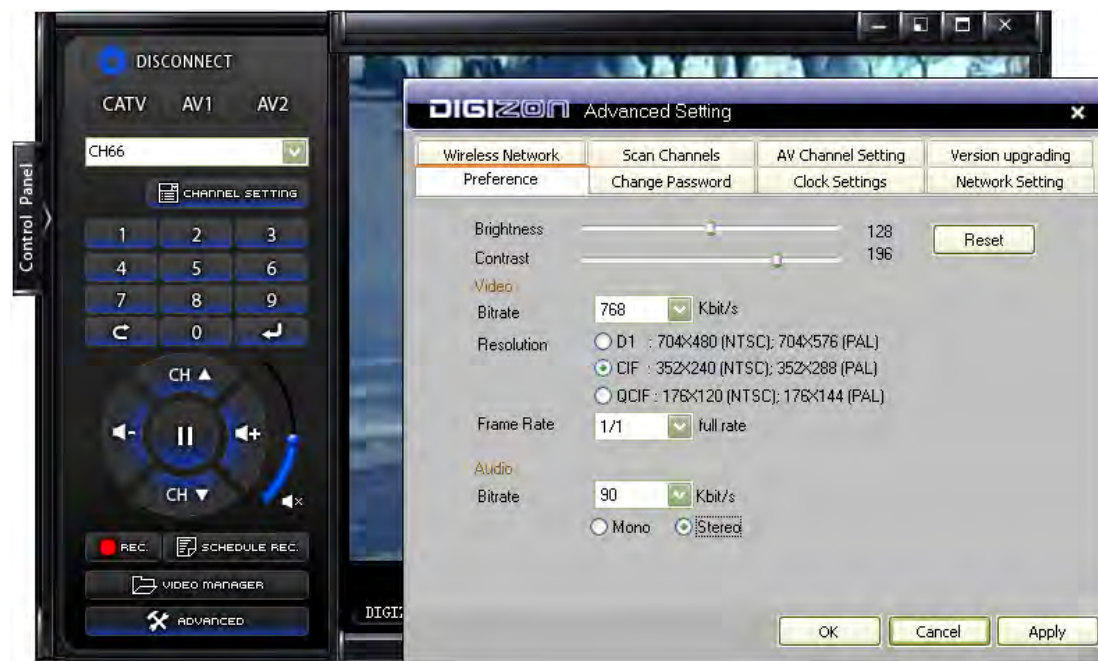 DISCONNECT
CATV AV1 AV2
CH66
CHANNEL SETTING
Control Panel
1 2 3
4 5 6
7 8 9
0
CH ▲
CH ▼
REC.
SCHEDULE REC.
VIDEO MANAGER
ADVANCED
DIGIZON Advanced Setting
Wireless Network Scan Channels AV Channel Setting Version upgrading
Preference Change Password Clock Settings Network Setting
Brightness 128 Reset
Contrast 196
Video
Bitrate 768 Kbit/s
Resolution D1 : 704X480 (NTSC); 704X576 (PAL)
CIF : 352X240 (NTSC); 352X288 (PAL)
QCIF : 176X120 (NTSC); 176X144 (PAL)
Frame Rate 1/1 full rate
Audio
Bitrate 90 Kbit/s
Mono Stereo
OK Cancel Apply